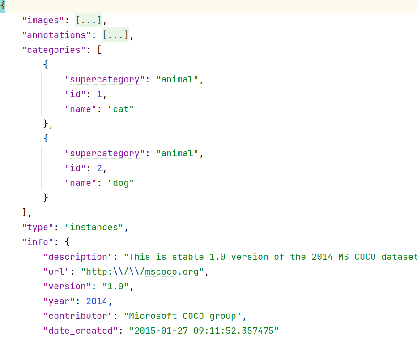 {
"images": [...],
"annotations": [...],
"categories": [
{
"supercategory": "animal",
"id": 1,
"name": "cat"
},
{
"supercategory": "animal",
"id": 2,
"name": "dog"
}
],
"type": "instances",
"info": {
"description": "This is stable 1.0 version of the 2014 MS COCO dataset
"url": "http:\\/\\/mscoco.org",
"version": "1.0",
"year": 2014,
"contributor": "Microsoft COCO group",
"date_created": "2015-01-27 09:11:52.357475"